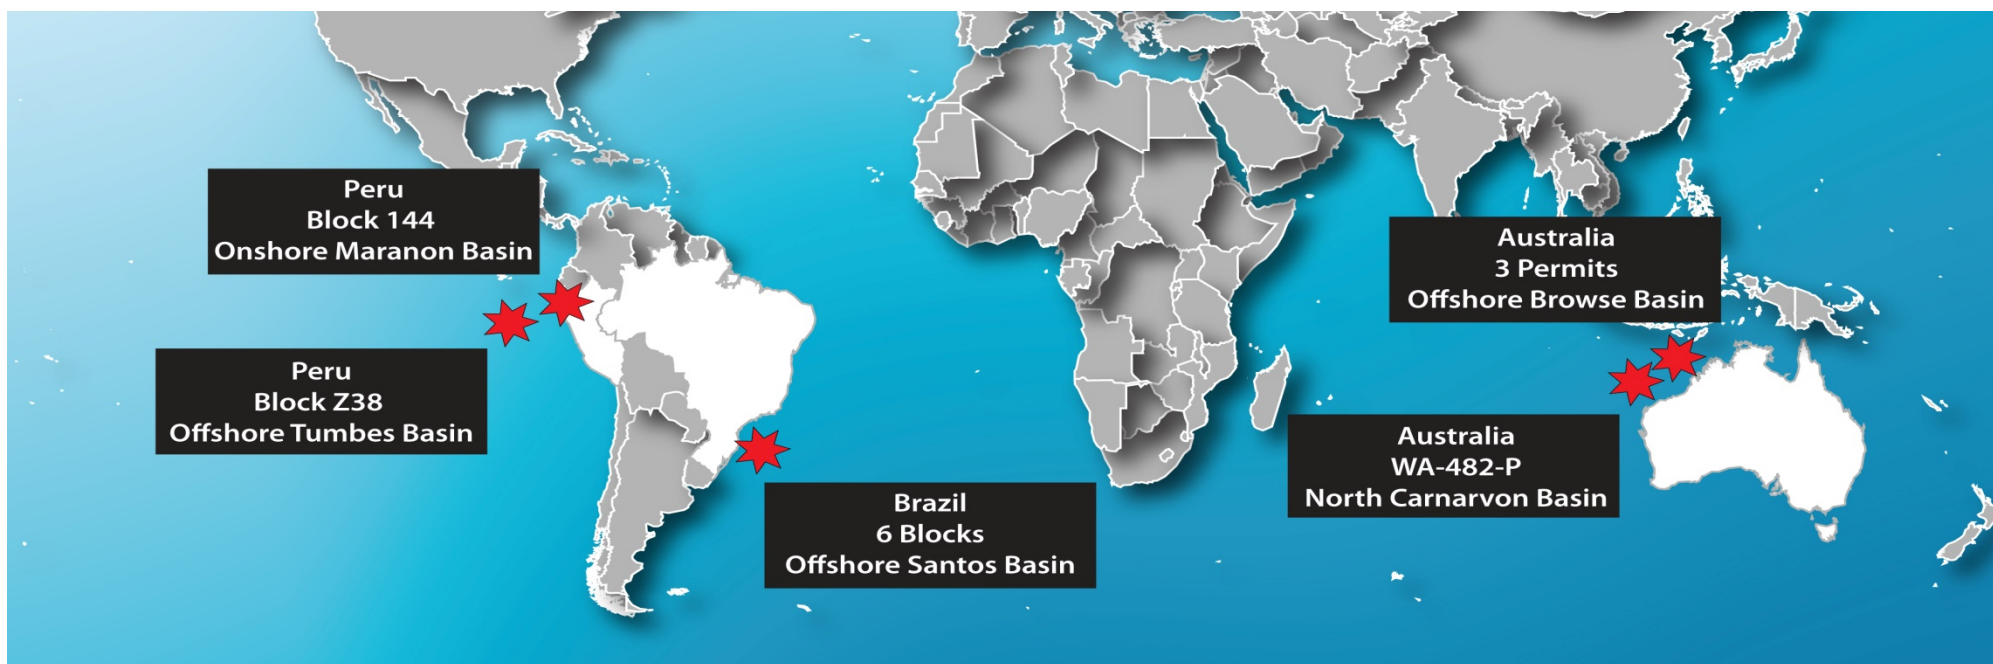 Peru
Block 144
Onshore Maranon Basin
Peru
Block Z38
Offshore Tumbes Basin
Brazil
6 Blocks
Offshore Santos Basin
Australia
3 Permits
Offshore Browse Basin
Australia
WA-482-P
North Carnarvon Basin